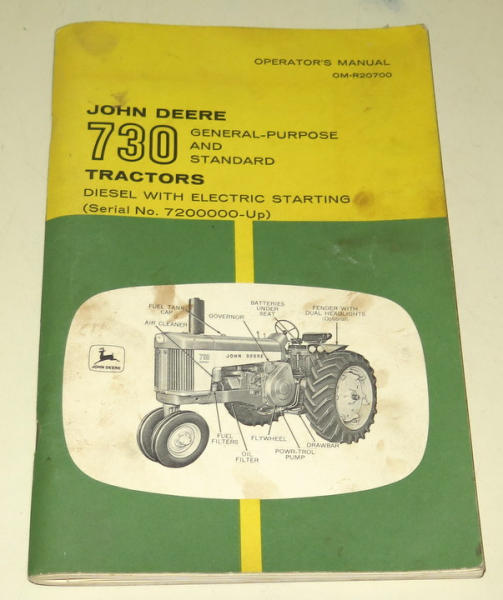 OPERATOR'S MANUAL
OM-R20700
JOHN DEERE
730 GENERAL-PURPOSE
AND
STANDARD
TRACTORS
DIESEL WITH ELECTRIC STARTING
(Serial No. 7200000-Up)
FUEL TANK
CAP
AIR CLEANER
GOVERNOR
BATTERIES
UNDER
SEAT
FENDER WITH
DUAL HEADLIGHTS
(Optional)
730
JOHN DEERE
JOHN DEERE
FUEL
FILTERS
OIL
FILTER
FLYWHEEL
POWR-TROL
PUMP
DRAWBAR